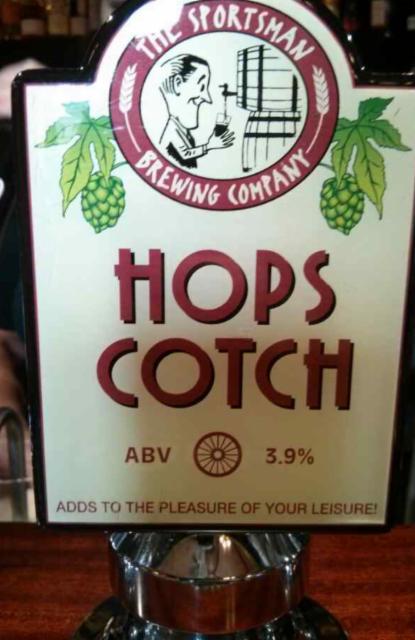 THE SPORTSMAN
BREWING COMPANY
HOPS
COTCH
ABV 3.9%
ADDS TO THE PLEASURE OF YOUR LEISURE!